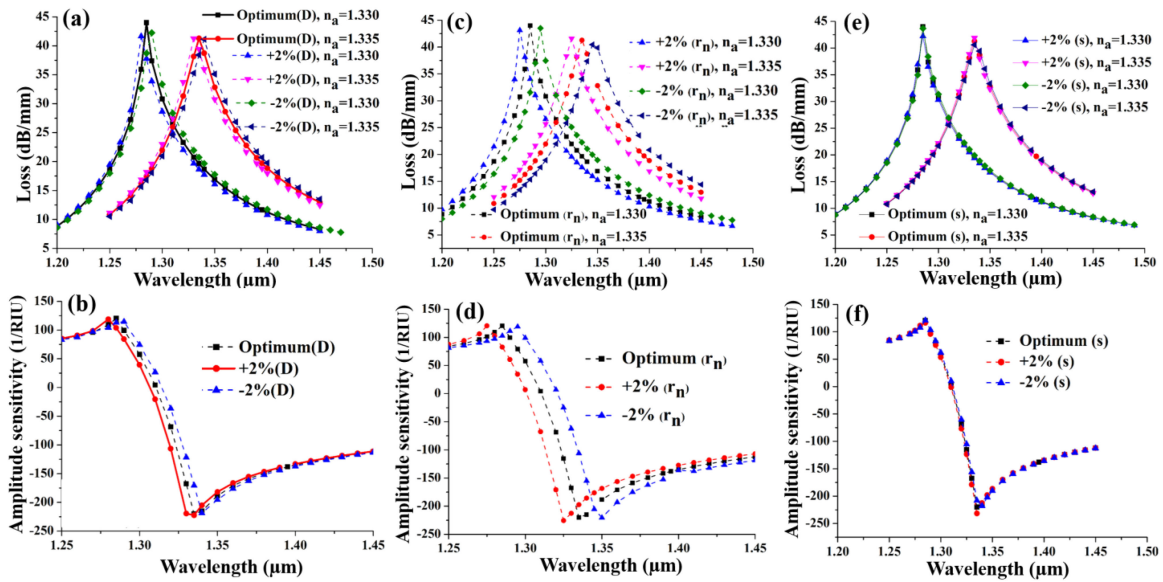 (a)
Optimum(D), na=1.330
Optimum(D), na=1.335
+2%(D), na=1.330
+2%(D), na=1.335
-2%(D), na=1.330
-2%(D), na=1.335
Loss (dB/mm)
45
40
35
30
25
20
15
10
5
1.20 1.25 1.30 1.35 1.40 1.45 1.50
Wavelength (µm)
(c)
+2% (rn), na=1.330
+2% (rn), na=1.335
-2% (rn), na=1.330
-2% (rn), na=1.335
Optimum (rn), na=1.330
Optimum (rn), na=1.335
Loss (dB/mm)
45
40
35
30
25
20
15
10
5
1.20 1.25 1.30 1.35 1.40 1.45 1.50
Wavelength (µm)
(e)
+2% (s), na=1.330
+2% (s), na=1.335
-2% (s), na=1.330
-2% (s), na=1.335
Optimum (s), na=1.330
Optimum (s), na=1.335
Loss (dB/mm)
45
40
35
30
25
20
15
10
5
1.20 1.25 1.30 1.35 1.40 1.45 1.50
Wavelength (µm)
(b)
Optimum(D)
+2%(D)
-2%(D)
Amplitude sensitivity (1/RIU)
150
100
50
0
-50
-100
-150
-200
-250
1.25 1.30 1.35 1.40 1.45
Wavelength (µm)
(d)
Optimum (rn)
+2% (rn)
-2% (rn)
Amplitude sensitivity (1/RIU)
150
100
50
0
-50
-100
-150
-200
-250
1.25 1.30 1.35 1.40 1.45
Wavelength (µm)
(f)
Optimum (s)
+2% (s)
-2% (s)
Amplitude sensitivity (1/RIU)
150
100
50
0
-50
-100
-150
-200
-250
1.20 1.25 1.30 1.35 1.40 1.45 1.50
Wavelength (µm)